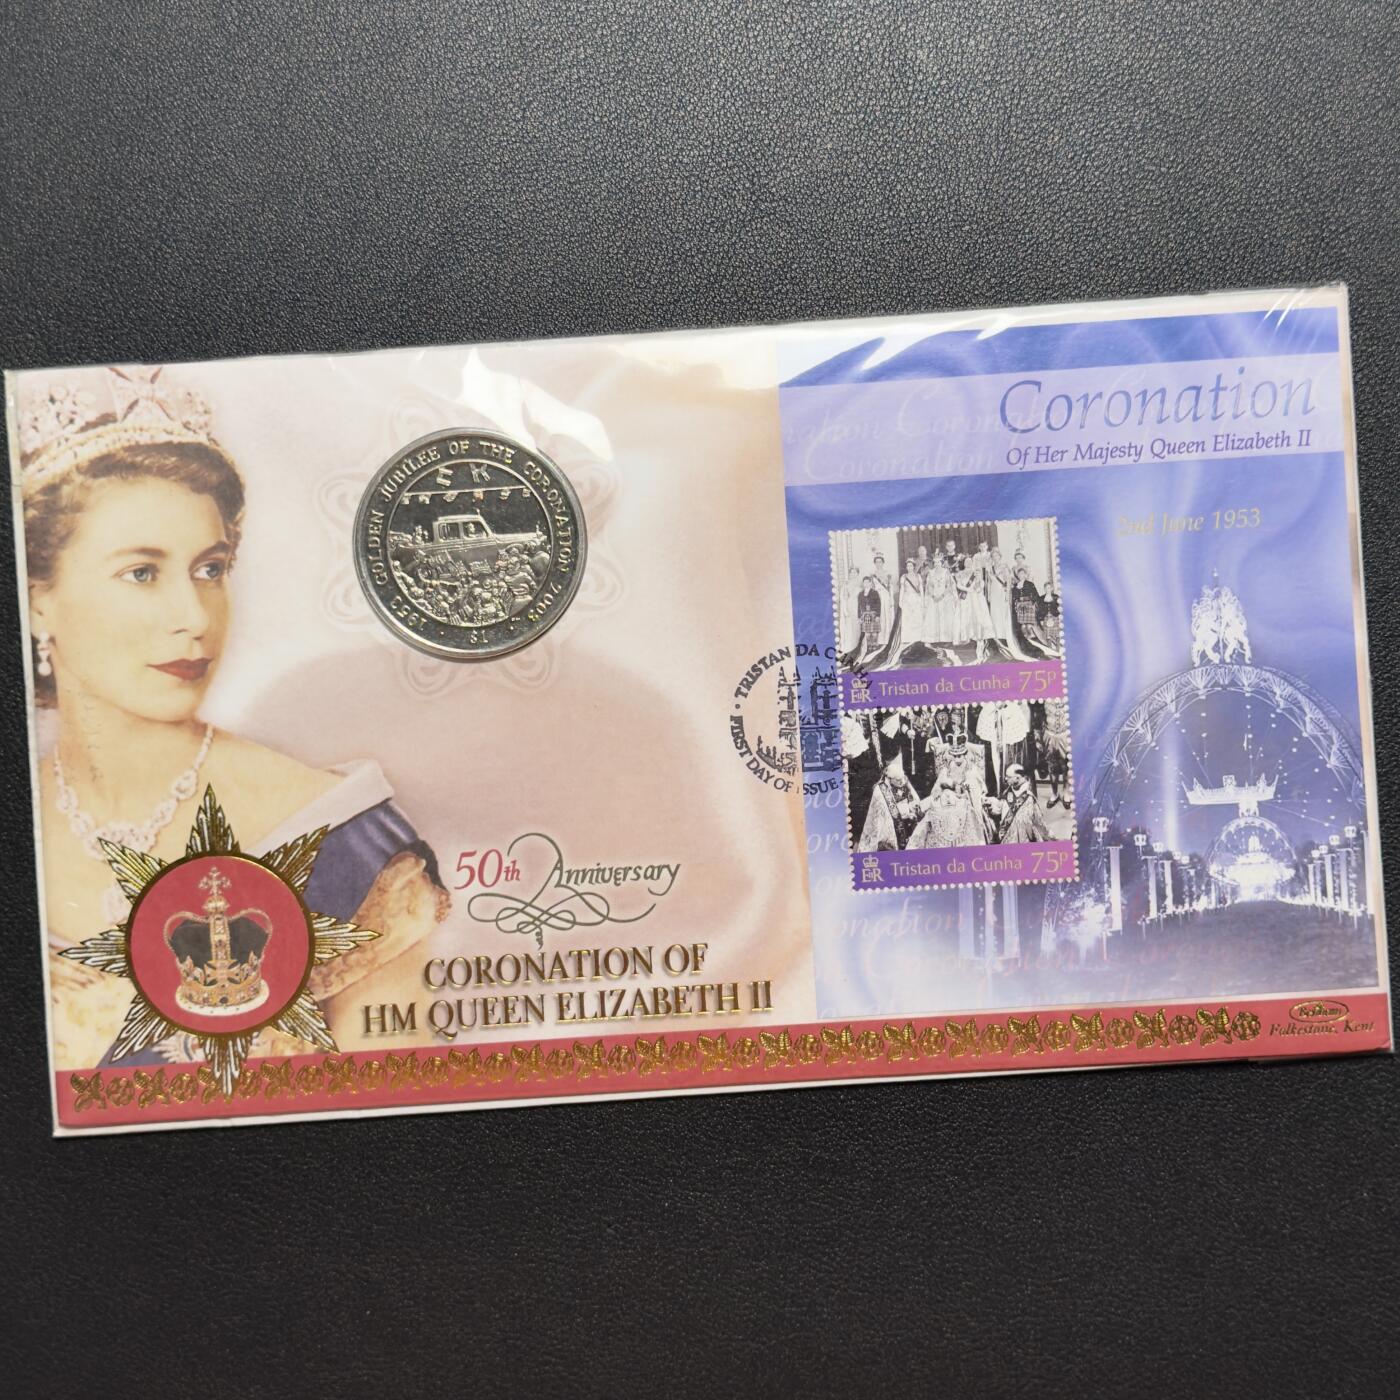 GOLDEN JUBILEE OF THE CORONATION 2003
1953 · $1 ·
50th Anniversary
CORONATION OF
HM QUEEN ELIZABETH II
Coronation
Of Her Majesty Queen Elizabeth II
2nd June 1953
TRISTAN DA CUNHA
FIRST DAY OF ISSUE
EIIR Tristan da Cunha 75P
EIIR Tristan da Cunha 75P
Benham
Folkestone, Kent